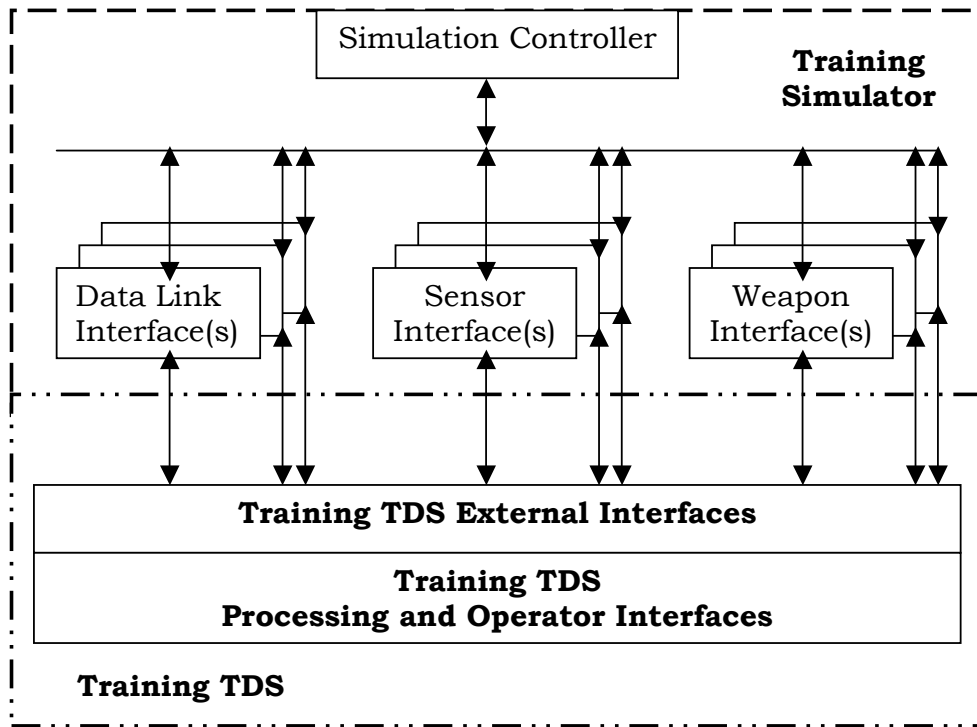 Simulation Controller
Training
Simulator
Data Link
Interface(s)
Sensor
Interface(s)
Weapon
Interface(s)
Training TDS External Interfaces
Training TDS
Processing and Operator Interfaces
Training TDS